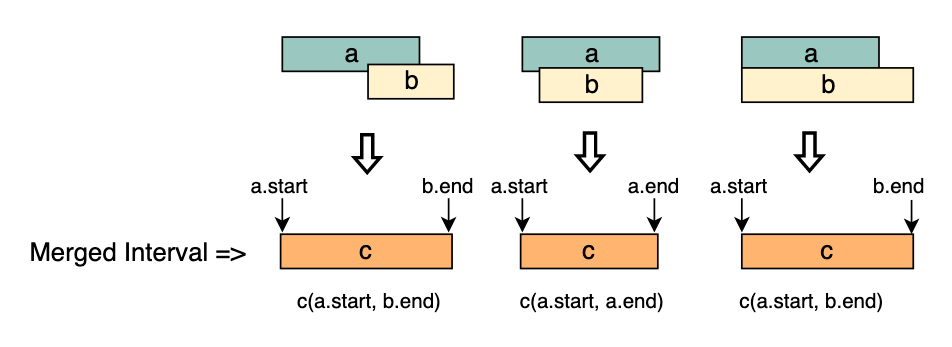 a
b
a
b
a
b
a.start
b.end
a.start
a.end
a.start
b.end
Merged Interval =>
c
c
c
c(a.start, b.end)
c(a.start, a.end)
c(a.start, b.end)